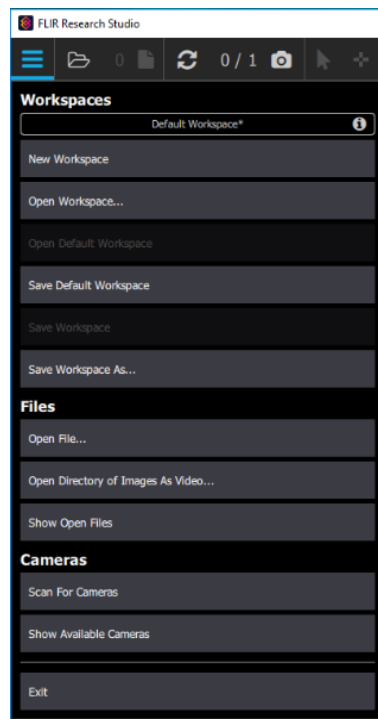 FLIR Research Studio
0
0 / 1
Workspaces
Default Workspace*
New Workspace
Open Workspace...
Open Default Workspace
Save Default Workspace
Save Workspace
Save Workspace As...
Files
Open File...
Open Directory of Images As Video...
Show Open Files
Cameras
Scan For Cameras
Show Available Cameras
Exit